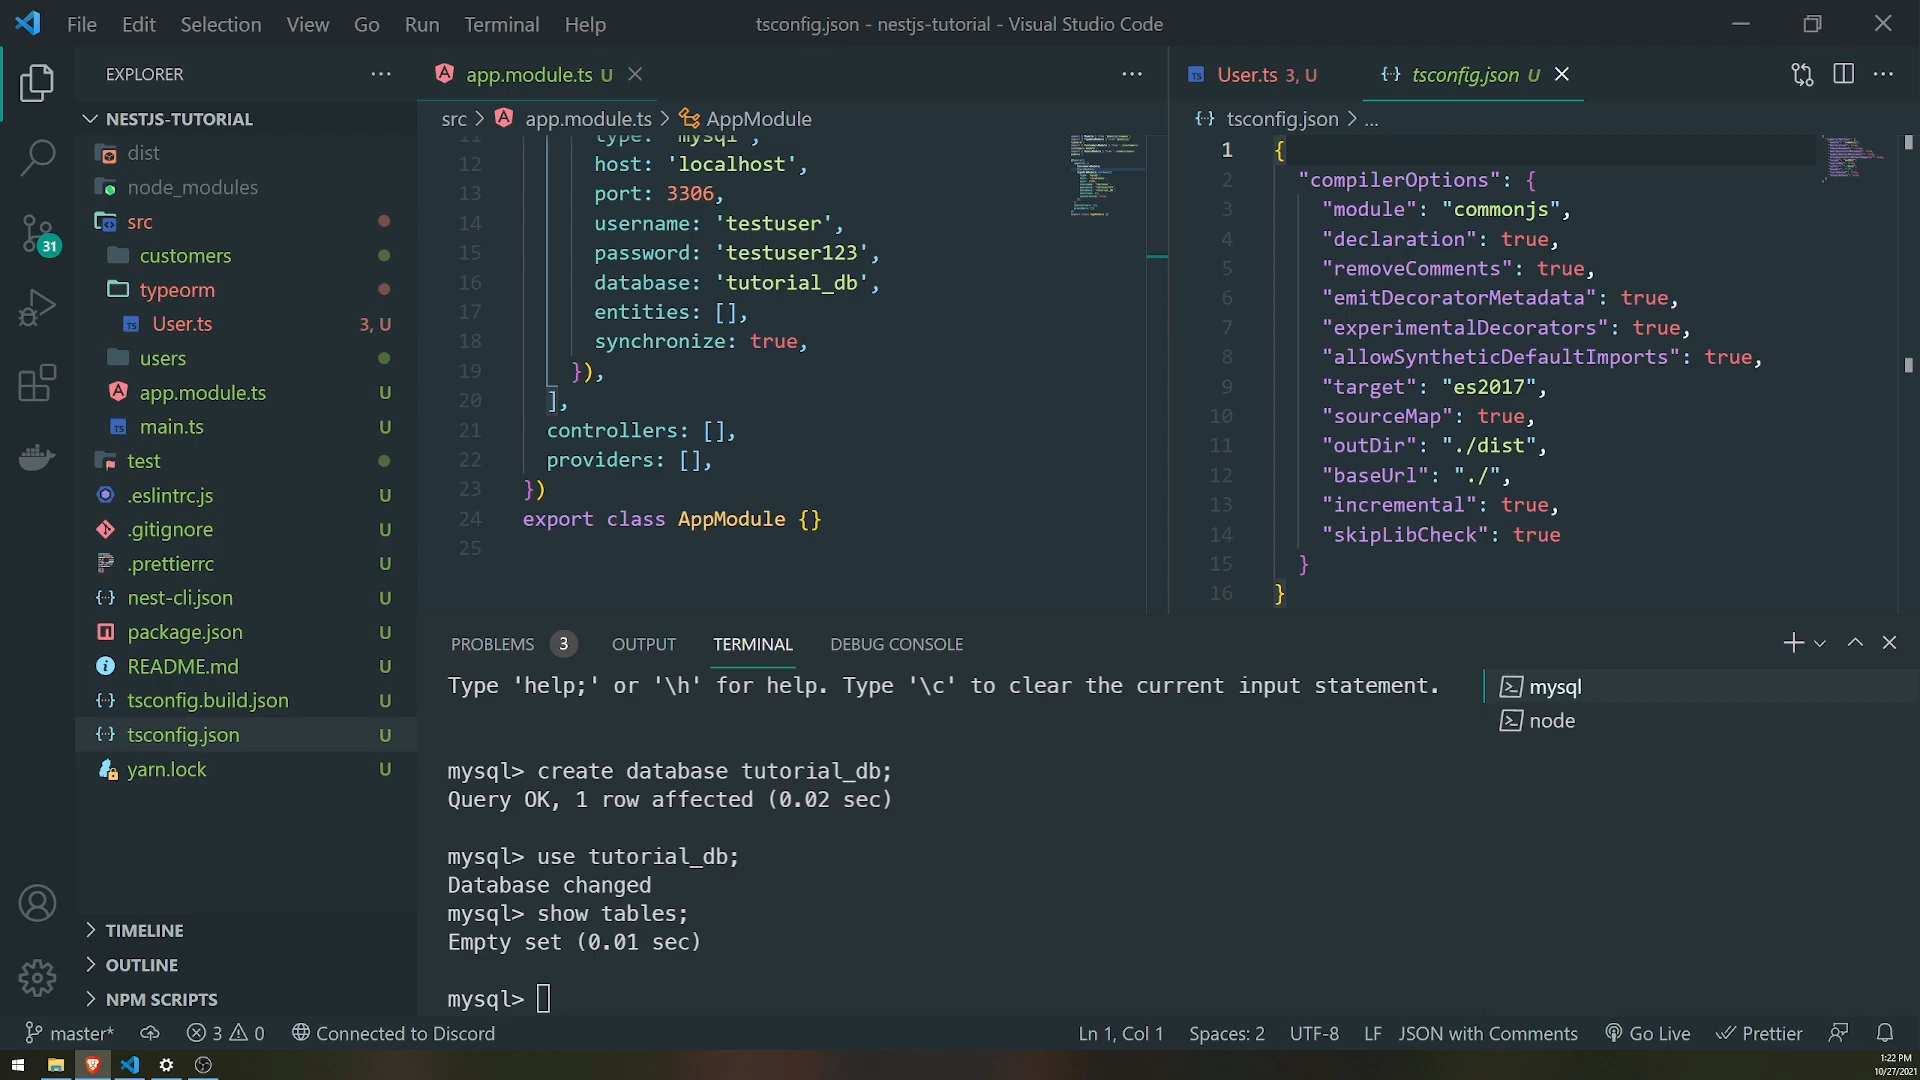 File Edit Selection View Go Run Terminal Help
tsconfig.json - nestjs-tutorial - Visual Studio Code
EXPLORER
NESTJS-TUTORIAL
dist
node_modules
src
customers
typeorm
User.ts 3, U
users
app.module.ts U
main.ts U
test
.eslintrc.js U
.gitignore U
.prettierrc U
nest-cli.json U
package.json U
README.md U
tsconfig.build.json U
tsconfig.json U
yarn.lock U
TIMELINE
OUTLINE
NPM SCRIPTS
31
app.module.ts U
src > app.module.ts > AppModule
11 type: 'mysql',
12 host: 'localhost',
13 port: 3306,
14 username: 'testuser',
15 password: 'testuser123',
16 database: 'tutorial_db',
17 entities: [],
18 synchronize: true,
19 }),
20 ],
21 controllers: [],
22 providers: [],
23 })
24 export class AppModule {}
25
User.ts 3, U
tsconfig.json U
tsconfig.json > ...
1 {
2 "compilerOptions": {
3 "module": "commonjs",
4 "declaration": true,
5 "removeComments": true,
6 "emitDecoratorMetadata": true,
7 "experimentalDecorators": true,
8 "allowSyntheticDefaultImports": true,
9 "target": "es2017",
10 "sourceMap": true,
11 "outDir": "./dist",
12 "baseUrl": "./",
13 "incremental": true,
14 "skipLibCheck": true
15 }
16 }
PROBLEMS 3 OUTPUT TERMINAL DEBUG CONSOLE
Type 'help;' or '\h' for help. Type '\c' to clear the current input statement.
mysql> create database tutorial_db;
Query OK, 1 row affected (0.02 sec)
mysql> use tutorial_db;
Database changed
mysql> show tables;
Empty set (0.01 sec)
mysql>
mysql
node
master* 3 0 Connected to Discord
Ln 1, Col 1 Spaces: 2 UTF-8 LF JSON with Comments Go Live Prettier
1:22 PM
10/27/2021